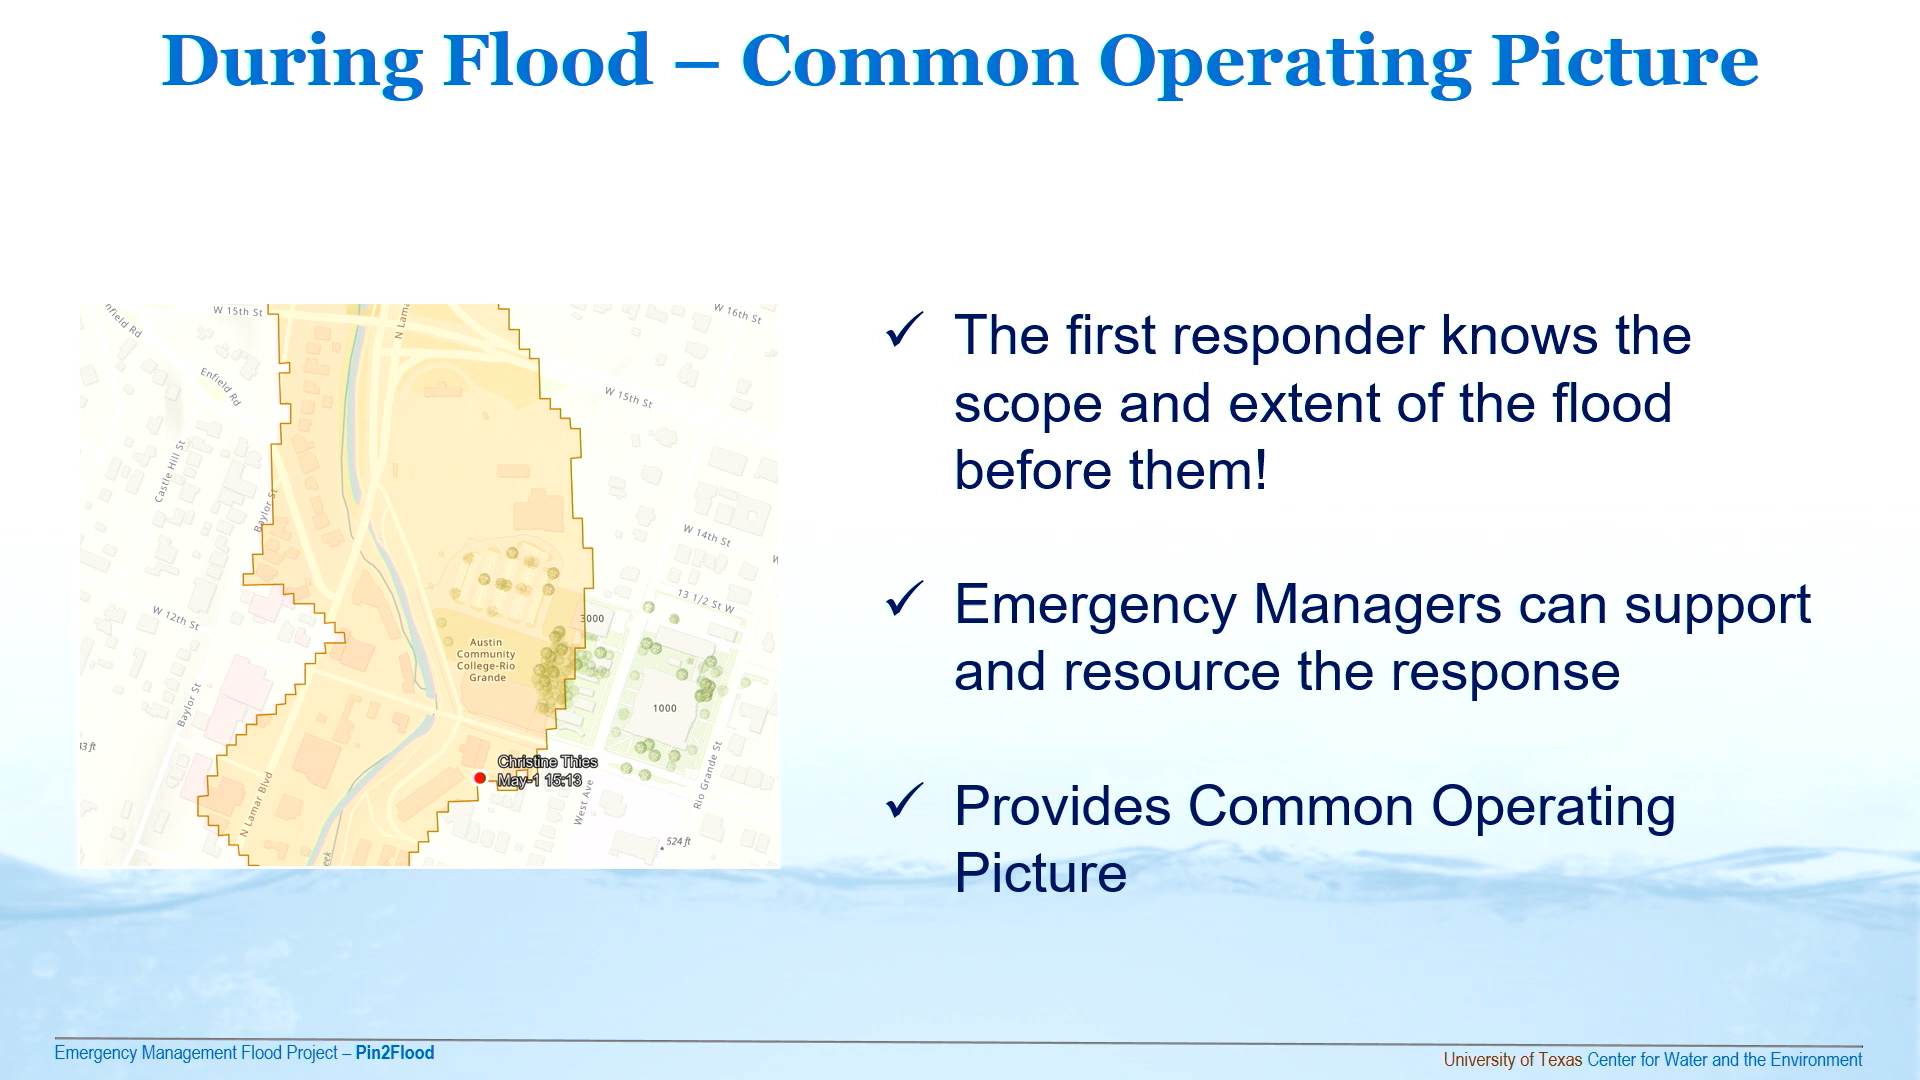 During Flood – Common Operating Picture
W 15th St
N Lama
W 16th St
nfield Rd
Enfield Rd
W 15th St
Castle Hill St
Baylor St
W 14th St
W
13 1/2 St W
W 12th St
3000
Austin
Community
College-Rio
Grande
Baylor St
1000
Christine Thies
May-1 15:13
N Lamar Blvd
West Ave
Rio Grande St
524 ft
eek
✓ The first responder knows the
scope and extent of the flood
before them!
✓ Emergency Managers can support
and resource the response
✓ Provides Common Operating
Picture
Emergency Management Flood Project – Pin2Flood
University of Texas Center for Water and the Environment